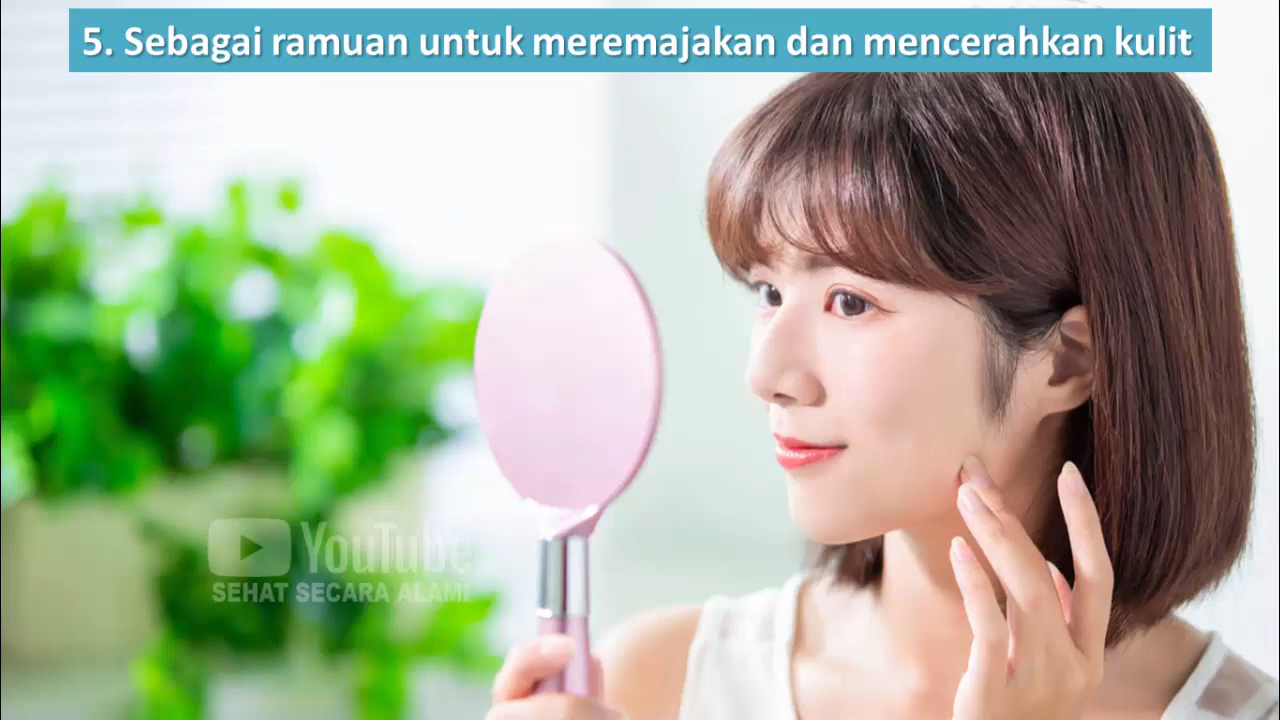 5. Sebagai ramuan untuk meremajakan dan mencerahkan kulit
YouTube
SEHAT SECARA ALAMI